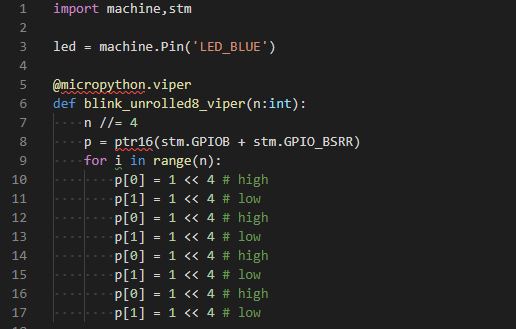 1 import machine,stm
2
3 led = machine.Pin('LED_BLUE')
4
5 @micropython.viper
6 def blink_unrolled8_viper(n:int):
7     n //= 4
8     p = ptr16(stm.GPIOB + stm.GPIO_BSRR)
9     for i in range(n):
10         p[0] = 1 << 4 # high
11         p[1] = 1 << 4 # low
12         p[0] = 1 << 4 # high
13         p[1] = 1 << 4 # low
14         p[0] = 1 << 4 # high
15         p[1] = 1 << 4 # low
16         p[0] = 1 << 4 # high
17         p[1] = 1 << 4 # low